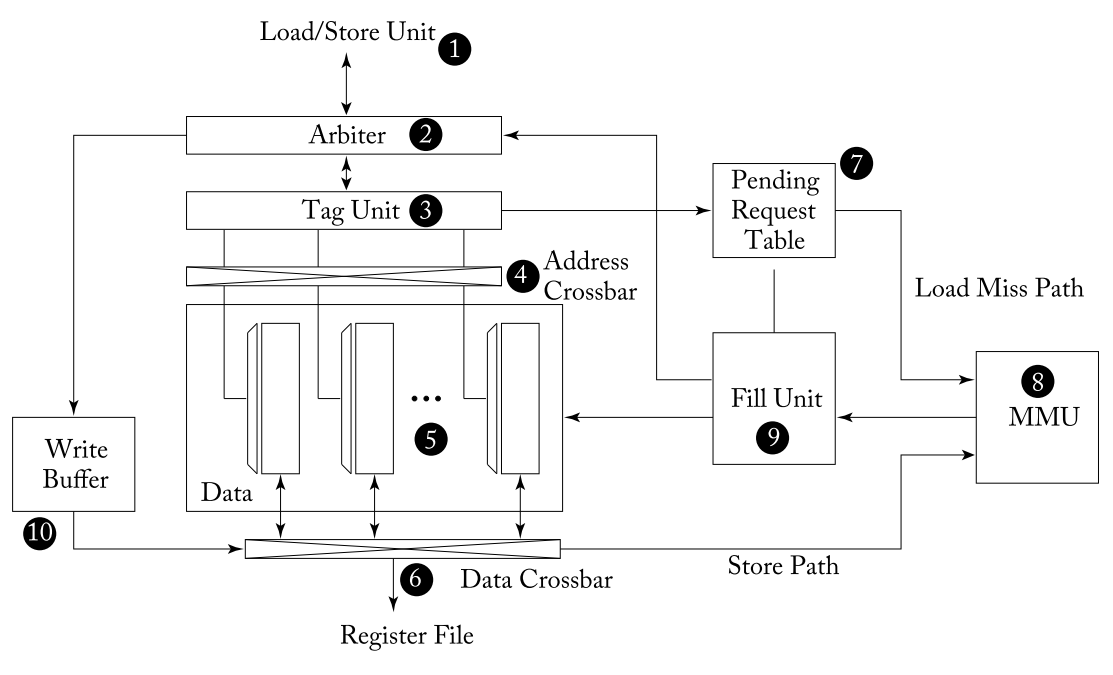 Load/Store Unit 1
Arbiter 2
Tag Unit 3
7
Pending
Request
Table
4 Address
Crossbar
Load Miss Path
8
MMU
Fill Unit
9
...
5
Data
Write
Buffer
10
6
Data Crossbar
Store Path
Register File